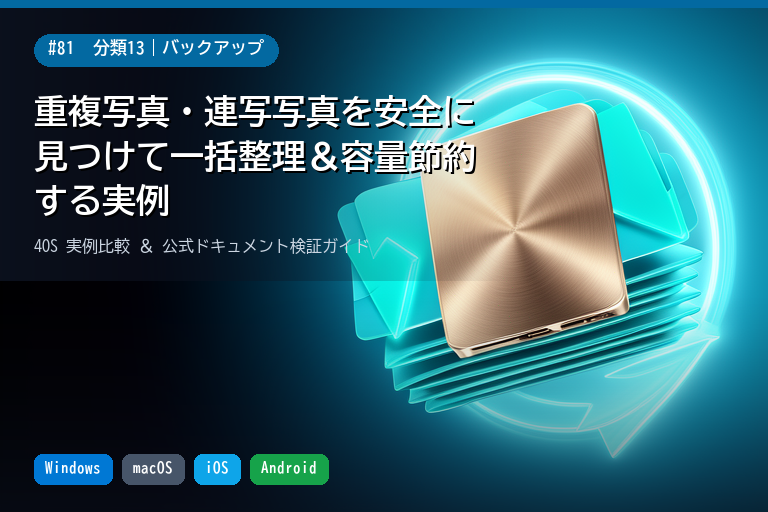 #81 分類13｜バックアップ
重複写真・連写写真を安全に
見つけて一括整理＆容量節約
する実例
4OS 実例比較 ＆ 公式ドキュメント検証ガイド
Windows macOS iOS Android